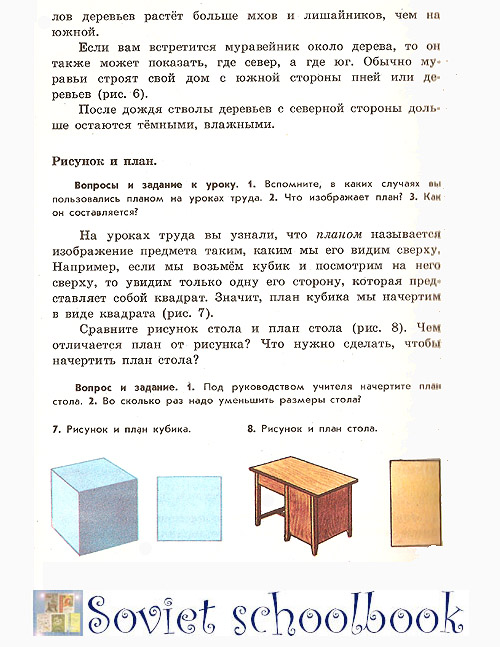 лов деревьев растёт больше мхов и лишайников, чем на
южной.
Если вам встретится муравейник около дерева, то он
также может показать, где север, а где юг. Обычно му-
равьи строят свой дом с южной стороны пней или де-
ревьев (рис. 6).
После дождя стволы деревьев с северной стороны доль-
ше остаются тёмными, влажными.
Рисунок и план.
Вопросы и задание к уроку. 1. Вспомните, в каких случаях вы
пользовались планом на уроках труда. 2. Что изображает план? 3. Как
он составляется?
На уроках труда вы узнали, что планом называется
изображение предмета таким, каким мы его видим сверху.
Например, если мы возьмём кубик и посмотрим на него
сверху, то увидим только одну его сторону, которая пред-
ставляет собой квадрат. Значит, план кубика мы начертим
в виде квадрата (рис. 7).
Сравните рисунок стола и план стола (рис. 8). Чем
отличается план от рисунка? Что нужно сделать, чтобы
начертить план стола?
Вопрос и задание. 1. Под руководством учителя начертите план
стола. 2. Во сколько раз надо уменьшить размеры стола?
7. Рисунок и план кубика.
8. Рисунок и план стола.
Soviet schoolbook